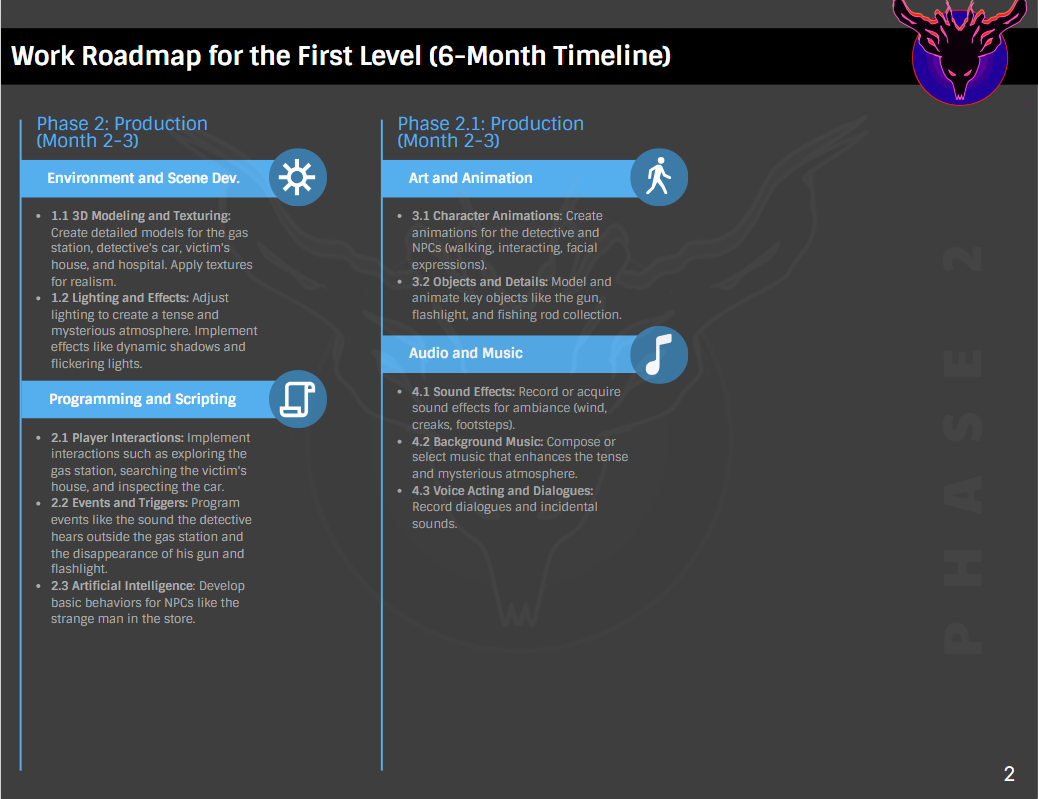 Work Roadmap for the First Level (6-Month Timeline)
Phase 2: Production
(Month 2-3)
Environment and Scene Dev.
• 1.1 3D Modeling and Texturing:
Create detailed models for the gas
station, detective's car, victim's
house, and hospital. Apply textures
for realism.
• 1.2 Lighting and Effects: Adjust
lighting to create a tense and
mysterious atmosphere. Implement
effects like dynamic shadows and
flickering lights.
Programming and Scripting
• 2.1 Player Interactions: Implement
interactions such as exploring the
gas station, searching the victim's
house, and inspecting the car.
• 2.2 Events and Triggers: Program
events like the sound the detective
hears outside the gas station and
the disappearance of his gun and
flashlight.
• 2.3 Artificial Intelligence: Develop
basic behaviors for NPCs like the
strange man in the store.
Phase 2.1: Production
(Month 2-3)
Art and Animation
• 3.1 Character Animations: Create
animations for the detective and
NPCs (walking, interacting, facial
expressions).
• 3.2 Objects and Details: Model and
animate key objects like the gun,
flashlight, and fishing rod collection.
Audio and Music
• 4.1 Sound Effects: Record or acquire
sound effects for ambiance (wind,
creaks, footsteps).
• 4.2 Background Music: Compose or
select music that enhances the tense
and mysterious atmosphere.
• 4.3 Voice Acting and Dialogues:
Record dialogues and incidental
sounds.
PHASE 2
2